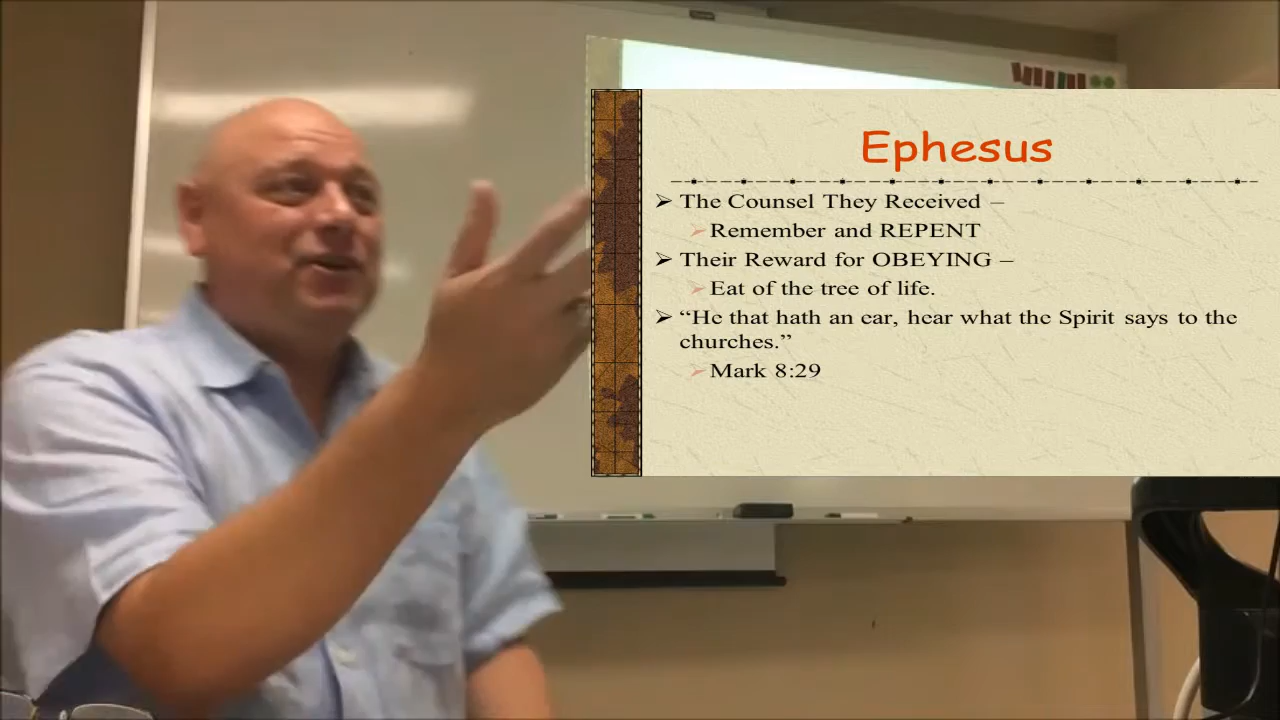 Ephesus
The Counsel They Received –
Remember and REPENT
Their Reward for OBEYING –
Eat of the tree of life.
“He that hath an ear, hear what the Spirit says to the
churches.”
Mark 8:29